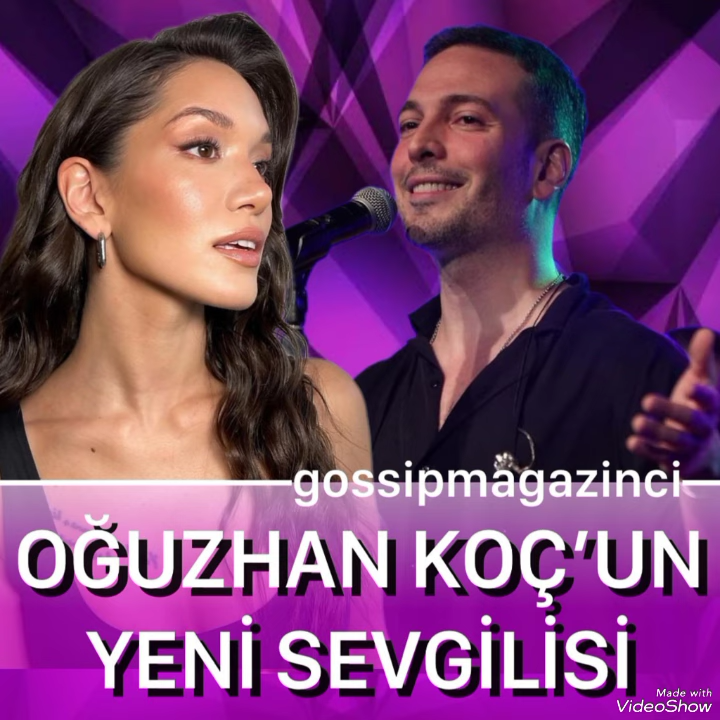 gossipmagazinci
OĞUZHAN KOÇ'UN
YENİ SEVGİLİSİ
Made with
VideoShow